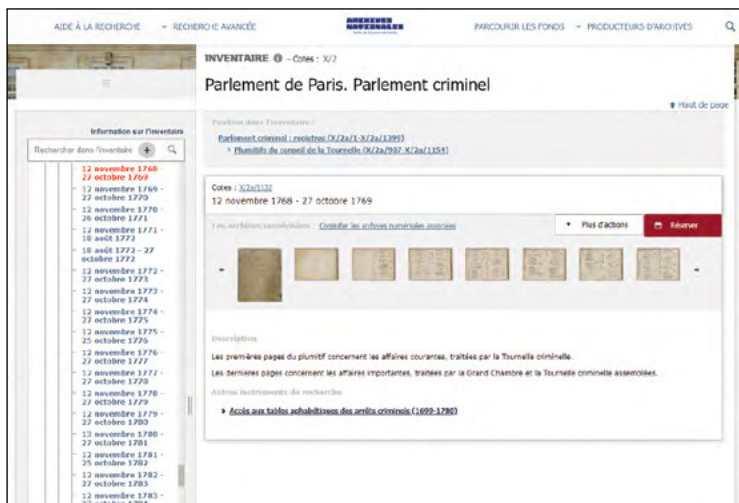 AIDE À LA RECHERCHE
RECHERCHE AVANCÉE
ARCHIVES
NATIONALES
PARCOURIR LES FONDS
PRODUCTEURS D'ARCHIVES
INVENTAIRE - Cotes : X/2
Parlement de Paris. Parlement criminel
Haut de page
Information sur l'inventaire
Rechercher dans l'inventaire
12 novembre 1768 -
27 octobre 1769
12 novembre 1769 -
27 octobre 1770
12 novembre 1770 -
26 octobre 1771
12 novembre 1771 -
18 août 1772
18 août 1772 - 27
octobre 1772
12 novembre 1772 -
27 octobre 1773
12 novembre 1773 -
27 octobre 1774
12 novembre 1774 -
27 octobre 1775
12 novembre 1775 -
25 octobre 1776
12 novembre 1776 -
27 octobre 1777
12 novembre 1777 -
27 octobre 1778
12 novembre 1778 -
27 octobre 1779
12 novembre 1779 -
27 octobre 1780
13 novembre 1780 -
27 octobre 1781
12 novembre 1781 -
25 octobre 1782
12 novembre 1782 -
27 octobre 1783
12 novembre 1783 -
Position dans l'inventaire :
Parlement criminel : registres (X/2a/1-X/2a/1395)
Plumitifs du conseil de la Tournelle (X/2a/907-X/2a/1154)
Cotes : X/2a/1132
12 novembre 1768 - 27 octobre 1769
Les archives numérisées : Consulter les archives numérisées associées
Plus d'actions
Réserver
Description
Les premières pages du plumitif concernent les affaires courantes, traitées par la Tournelle criminelle.
Les dernières pages concernent les affaires importantes, traitées par la Grand Chambre et la Tournelle criminelle assemblées.
Autres instruments de recherche
Accès aux tables alphabétiques des arrêts criminels (1699-1780)